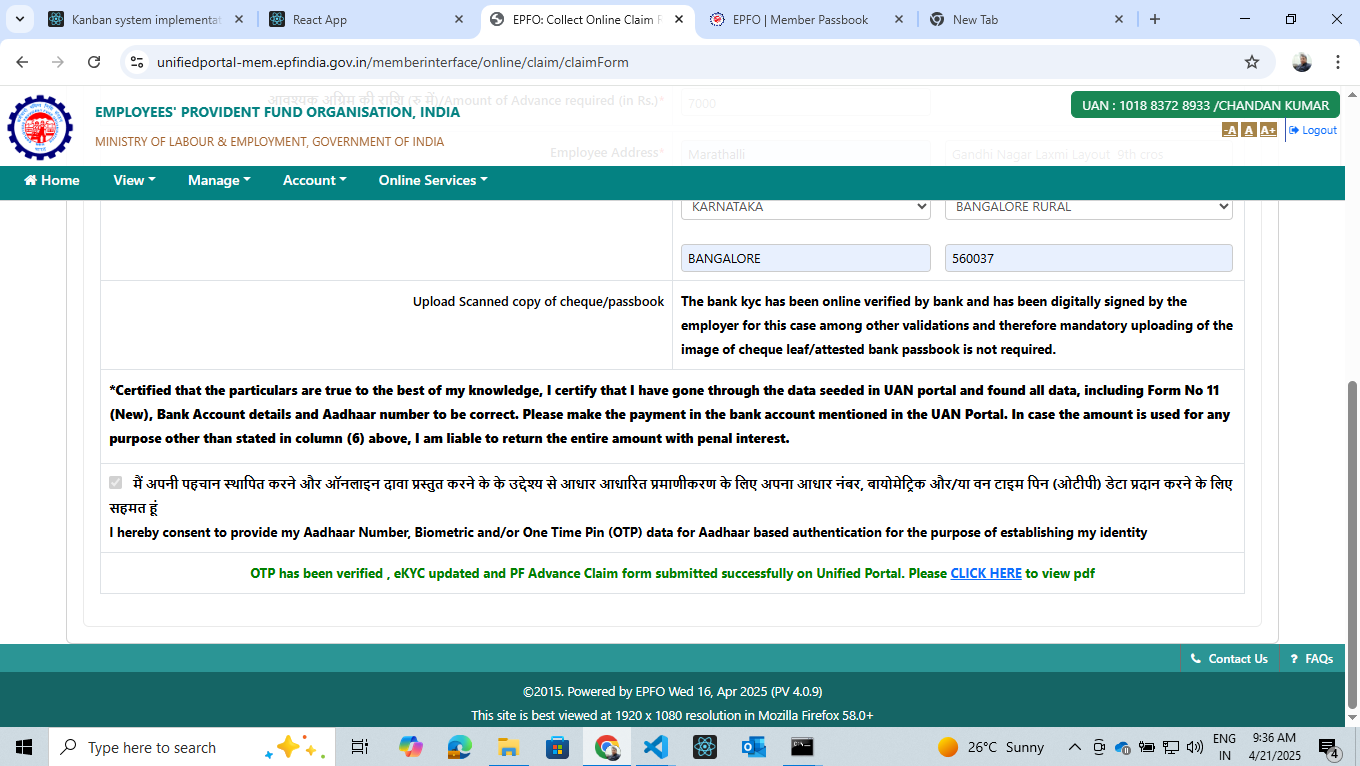 Kanban system implementat
React App
EPFO: Collect Online Claim F
EPFO | Member Passbook
New Tab
unifiedportal-mem.epfindia.gov.in/memberinterface/online/claim/claimForm
आवश्यक अग्रिम की राशि (रु में)/Amount of Advance required (in Rs.)*
7000
EMPLOYEES' PROVIDENT FUND ORGANISATION, INDIA
UAN : 1018 8372 8933 /CHANDAN KUMAR
-A A A+ Logout
MINISTRY OF LABOUR & EMPLOYMENT, GOVERNMENT OF INDIA
Employee Address*
Marathalli
Gandhi Nagar Laxmi Layout 9th cros
Home View Manage Account Online Services
KARNATAKA
BANGALORE RURAL
BANGALORE
560037
Upload Scanned copy of cheque/passbook
The bank kyc has been online verified by bank and has been digitally signed by the
employer for this case among other validations and therefore mandatory uploading of the
image of cheque leaf/attested bank passbook is not required.
*Certified that the particulars are true to the best of my knowledge, I certify that I have gone through the data seeded in UAN portal and found all data, including Form No 11
(New), Bank Account details and Aadhaar number to be correct. Please make the payment in the bank account mentioned in the UAN Portal. In case the amount is used for any
purpose other than stated in column (6) above, I am liable to return the entire amount with penal interest.
मैं अपनी पहचान स्थापित करने और ऑनलाइन दावा प्रस्तुत करने के के उद्देश्य से आधार आधारित प्रमाणीकरण के लिए अपना आधार नंबर, बायोमेट्रिक और/या वन टाइम पिन (ओटीपी) डेटा प्रदान करने के लिए
सहमत हूं
I hereby consent to provide my Aadhaar Number, Biometric and/or One Time Pin (OTP) data for Aadhaar based authentication for the purpose of establishing my identity
OTP has been verified , eKYC updated and PF Advance Claim form submitted successfully on Unified Portal. Please CLICK HERE to view pdf
Contact Us
? FAQs
©2015. Powered by EPFO Wed 16, Apr 2025 (PV 4.0.9)
This site is best viewed at 1920 x 1080 resolution in Mozilla Firefox 58.0+
Type here to search
26°C Sunny
ENG
IN
9:36 AM
4/21/2025
4